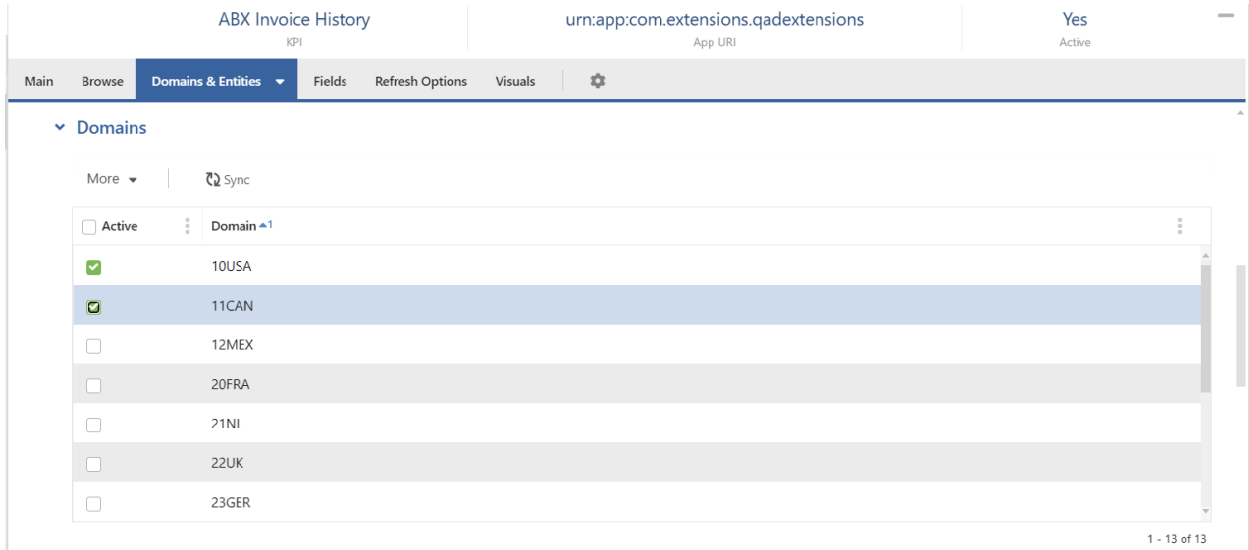 ABX Invoice History urn:app:com.extensions.qadextensions Yes
KPI App URI Active
Main Browse Domains & Entities Fields Refresh Options Visuals
Domains
More Sync
Active Domain 1
10USA
11CAN
12MEX
20FRA
21NI
22UK
23GER
1 - 13 of 13